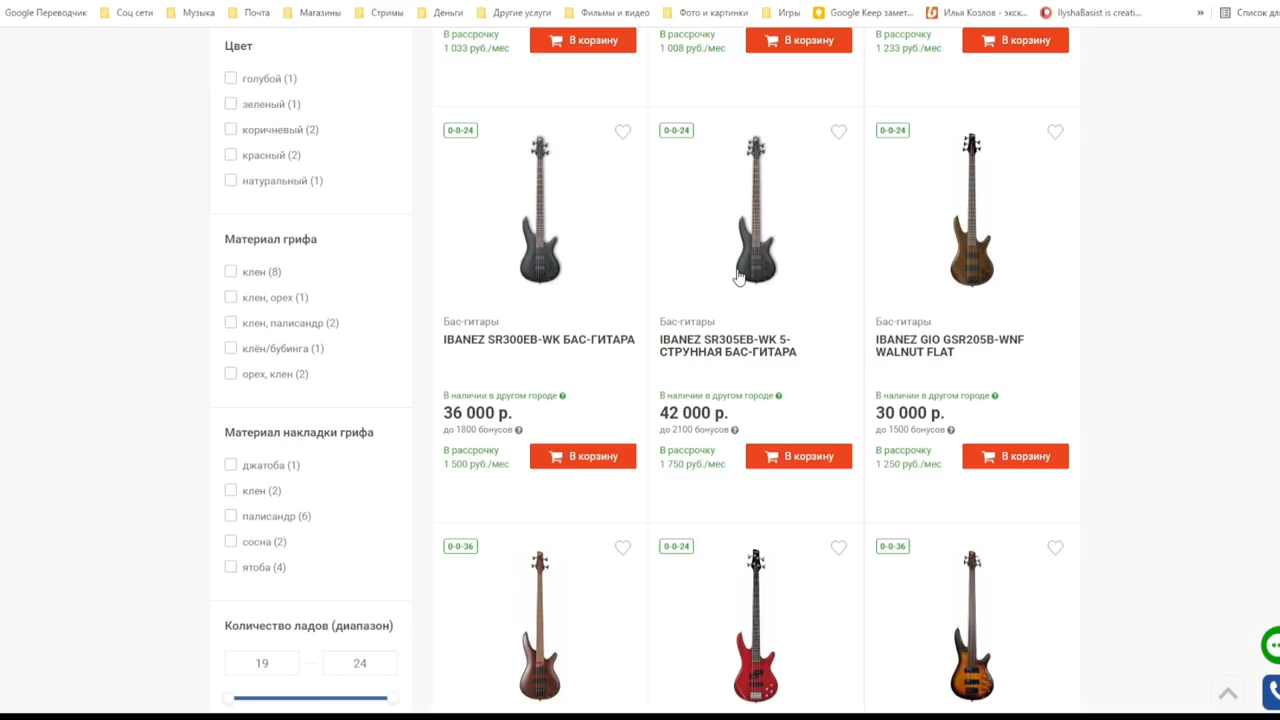 Google Переводчик Соц сети Музыка Почта Магазины Стримы Деньги Другие услуги Фильмы и видео Фото и картинки Игры Google Keep замет... Илья Козлов - экск... IlyshaBasist is creati... » Список дл
Цвет
голубой (1)
зеленый (1)
коричневый (2)
красный (2)
натуральный (1)
Материал грифа
клен (8)
клен, орех (1)
клен, палисандр (2)
клён/бубинга (1)
орех, клен (2)
Материал накладки грифа
джатоба (1)
клен (2)
палисандр (6)
сосна (2)
ятоба (4)
Количество ладов (диапазон)
19 — 24
В рассрочку
1 033 руб./мес
В корзину
В рассрочку
1 008 руб./мес
В корзину
В рассрочку
1 233 руб./мес
В корзину
0-0-24
Бас-гитары
IBANEZ SR300EB-WK БАС-ГИТАРА
В наличии в другом городе ?
36 000 р.
до 1800 бонусов ?
В рассрочку
1 500 руб./мес
В корзину
0-0-24
Бас-гитары
IBANEZ SR305EB-WK 5-
СТРУННАЯ БАС-ГИТАРА
В наличии в другом городе ?
42 000 р.
до 2100 бонусов ?
В рассрочку
1 750 руб./мес
В корзину
0-0-24
Бас-гитары
IBANEZ GIO GSR205B-WNF
WALNUT FLAT
В наличии в другом городе ?
30 000 р.
до 1500 бонусов ?
В рассрочку
1 250 руб./мес
В корзину
0-0-36
0-0-24
0-0-36